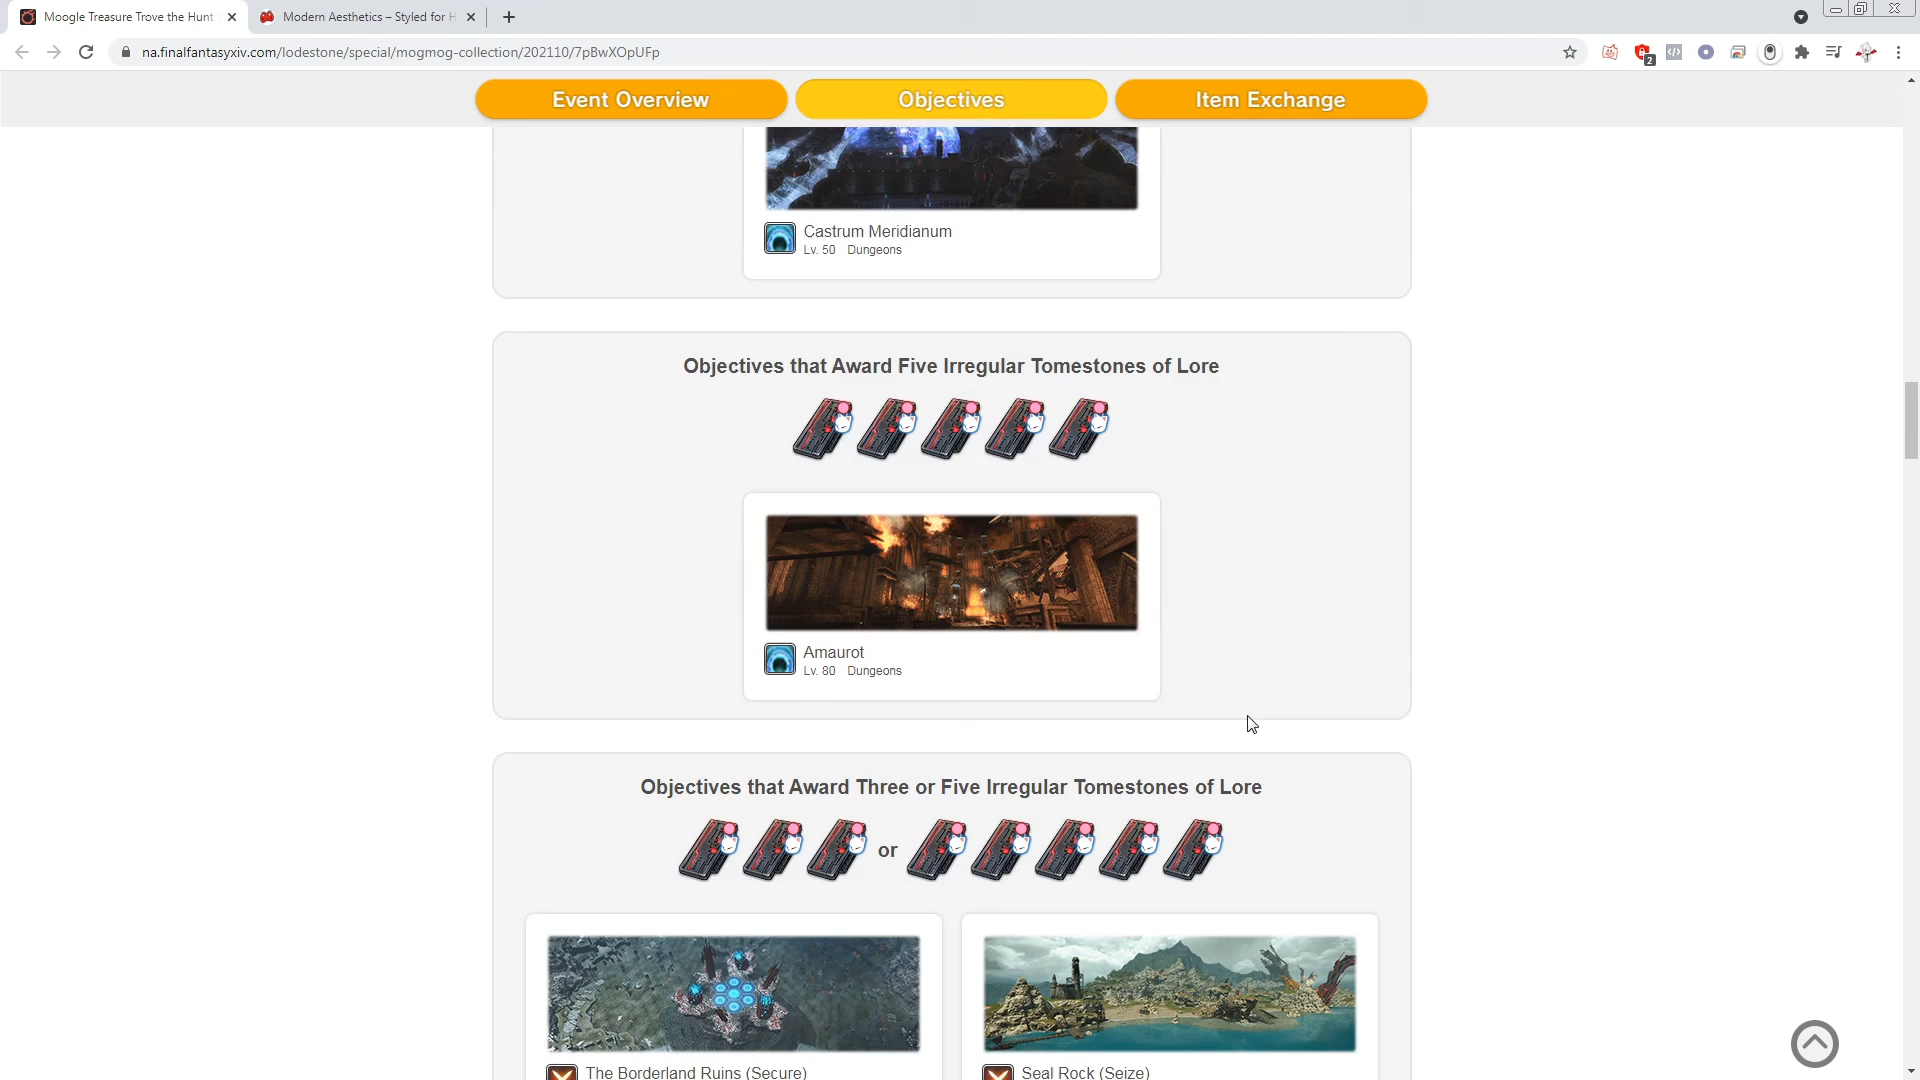 Moogle Treasure Trove the Hunt
Modern Aesthetics – Styled for H
na.finalfantasyxiv.com/lodestone/special/mogmog-collection/202110/7pBwXOpUFp
2
Event Overview
Objectives
Item Exchange
Castrum Meridianum
Lv. 50 Dungeons
Objectives that Award Five Irregular Tomestones of Lore
Amaurot
Lv. 80 Dungeons
Objectives that Award Three or Five Irregular Tomestones of Lore
or
The Borderland Ruins (Secure)
Seal Rock (Seize)